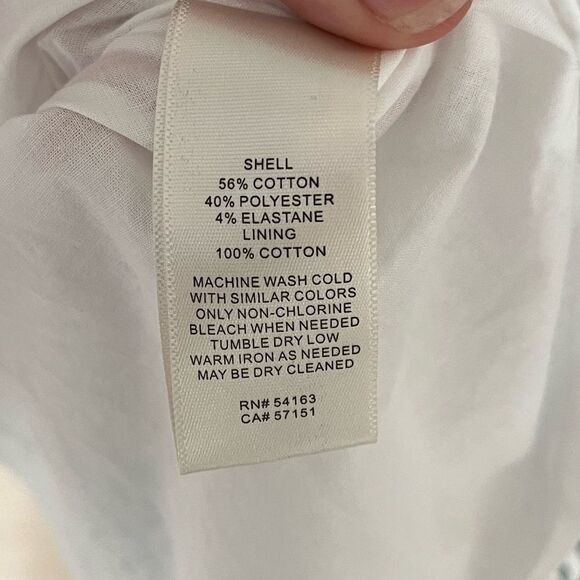 SHELL
56% COTTON
40% POLYESTER
4% ELASTANE
LINING
100% COTTON
MACHINE WASH COLD
WITH SIMILAR COLORS
ONLY NON-CHLORINE
BLEACH WHEN NEEDED
TUMBLE DRY LOW
WARM IRON AS NEEDED
MAY BE DRY CLEANED
RN# 54163
CA# 57151